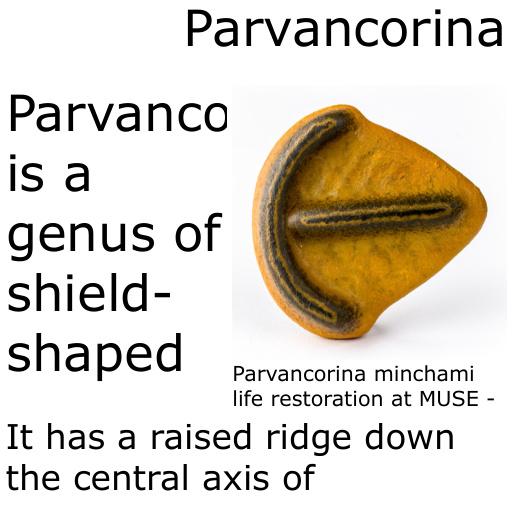 Parvancorina
Parvanco
is a
genus of
shield-
shaped
Parvancorina minchami
life restoration at MUSE -
It has a raised ridge down
the central axis of